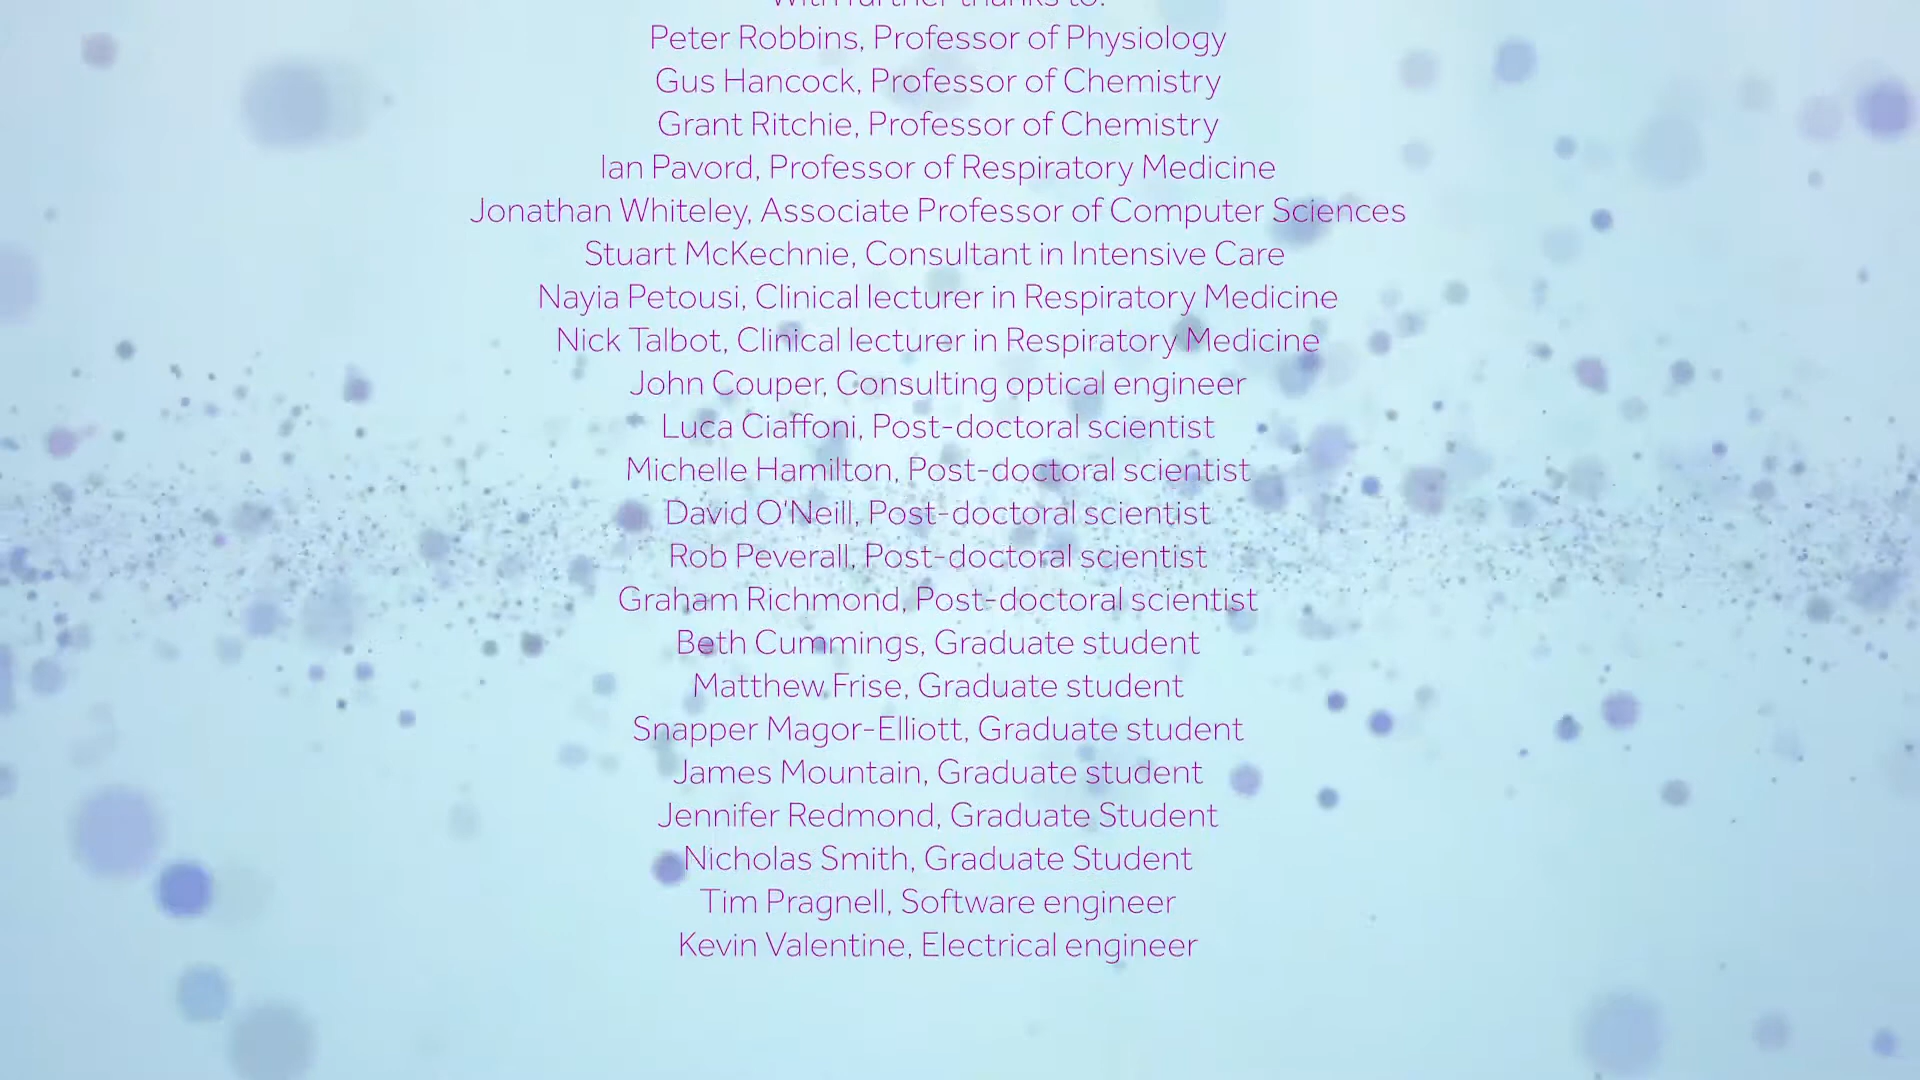 With further thanks to:
Peter Robbins, Professor of Physiology
Gus Hancock, Professor of Chemistry
Grant Ritchie, Professor of Chemistry
Ian Pavord, Professor of Respiratory Medicine
Jonathan Whiteley, Associate Professor of Computer Sciences
Stuart McKechnie, Consultant in Intensive Care
Nayia Petousi, Clinical lecturer in Respiratory Medicine
Nick Talbot, Clinical lecturer in Respiratory Medicine
John Couper, Consulting optical engineer
Luca Ciaffoni, Post-doctoral scientist
Michelle Hamilton, Post-doctoral scientist
David O'Neill, Post-doctoral scientist
Rob Peverall, Post-doctoral scientist
Graham Richmond, Post-doctoral scientist
Beth Cummings, Graduate student
Matthew Frise, Graduate student
Snapper Magor-Elliott, Graduate student
James Mountain, Graduate student
Jennifer Redmond, Graduate Student
Nicholas Smith, Graduate Student
Tim Pragnell, Software engineer
Kevin Valentine, Electrical engineer